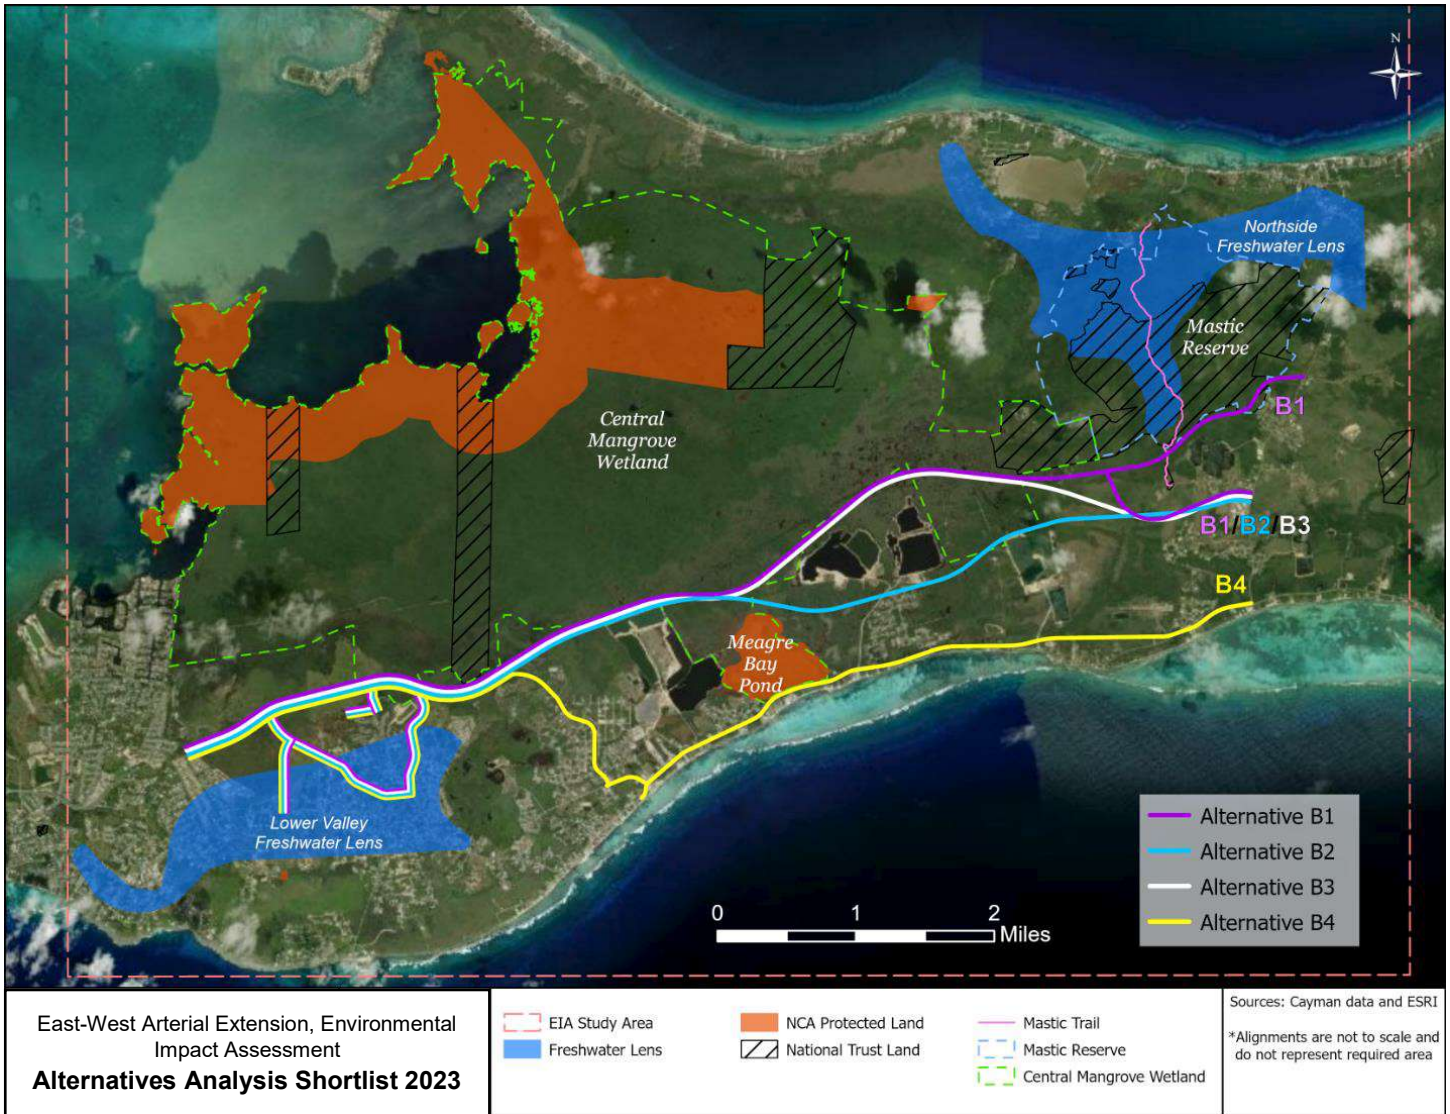 N
Northside
Freshwater Lens
Mastic
Reserve
B1
Central
Mangrove
Wetland
B1/B2/B3
B4
Meagre
Bay
Pond
Lower Valley
Freshwater Lens
Alternative B1
Alternative B2
Alternative B3
Alternative B4
0 1 2
Miles
East-West Arterial Extension, Environmental
Impact Assessment
Alternatives Analysis Shortlist 2023
EIA Study Area
Freshwater Lens
NCA Protected Land
National Trust Land
Mastic Trail
Mastic Reserve
Central Mangrove Wetland
Sources: Cayman data and ESRI
*Alignments are not to scale and
do not represent required area